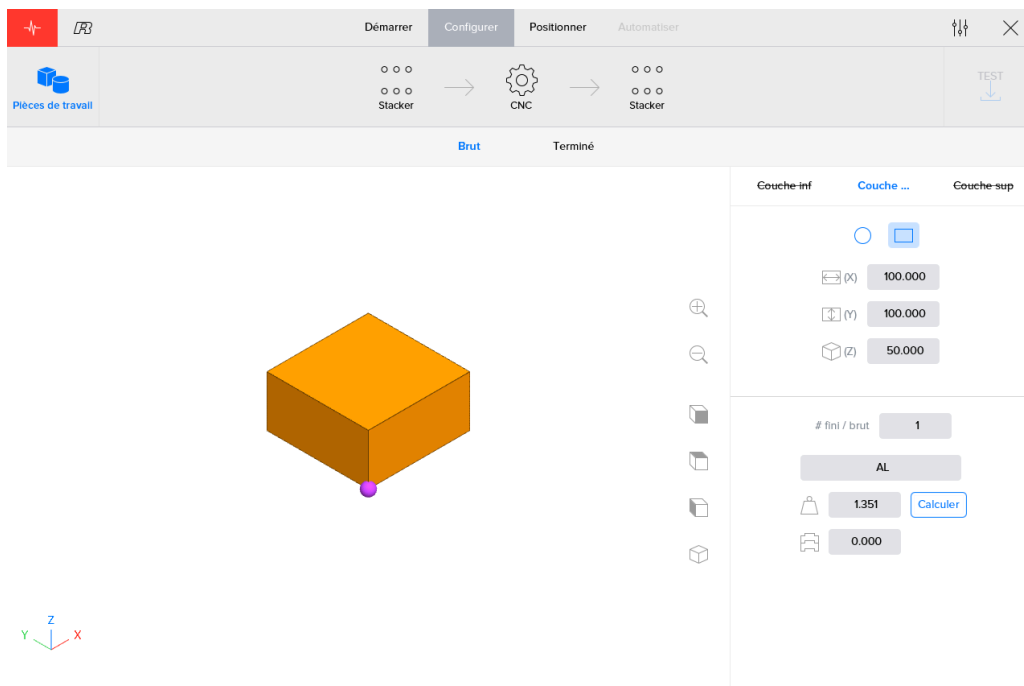 Démarrer Configurer Positionner Automatiser
Pièces de travail
Stacker CNC Stacker
TEST
Brut Terminé
Couche inf Couche ... Couche sup
(X) 100.000
(Y) 100.000
(Z) 50.000
# fini / brut 1
AL
1.351 Calculer
0.000
Z
Y X